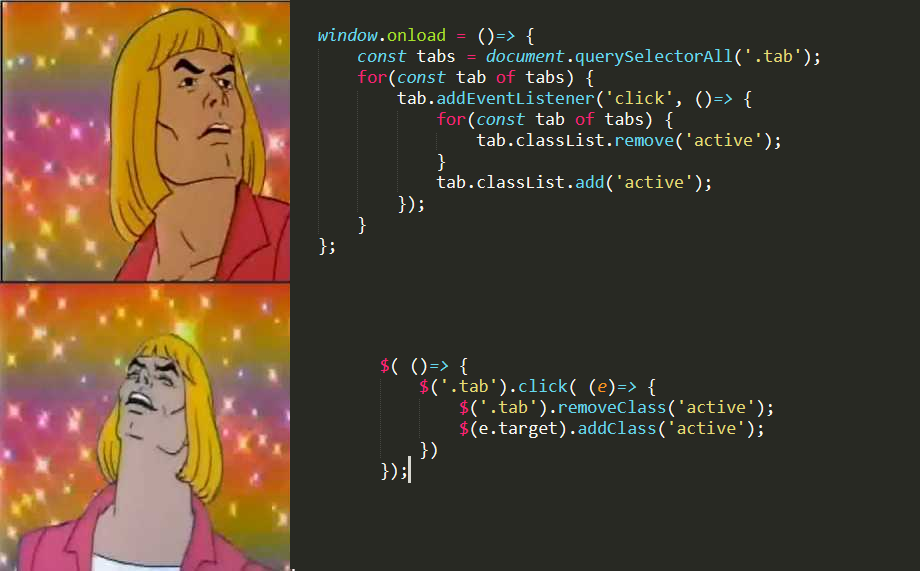 window.onload = ()=> {
    const tabs = document.querySelectorAll('.tab');
    for(const tab of tabs) {
        tab.addEventListener('click', ()=> {
            for(const tab of tabs) {
                tab.classList.remove('active');
            }
            tab.classList.add('active');
        });
    }
};
$( ()=> {
    $('.tab').click( (e)=> {
        $('.tab').removeClass('active');
        $(e.target).addClass('active');
    })
});